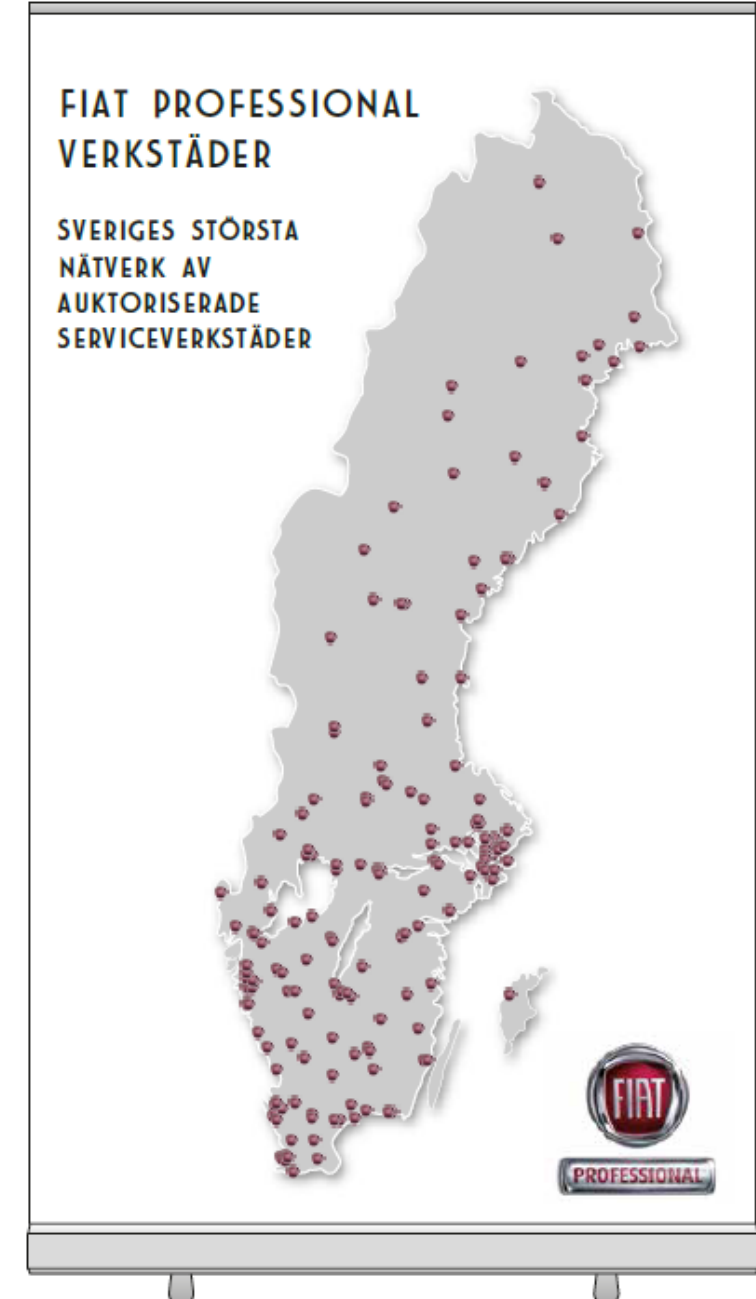 FIAT PROFESSIONAL
VERKSTÄDER
SVERIGES STÖRSTA
NÄTVERK AV
AUKTORISERADE
SERVICEVERKSTÄDER
FIAT
PROFESSIONAL